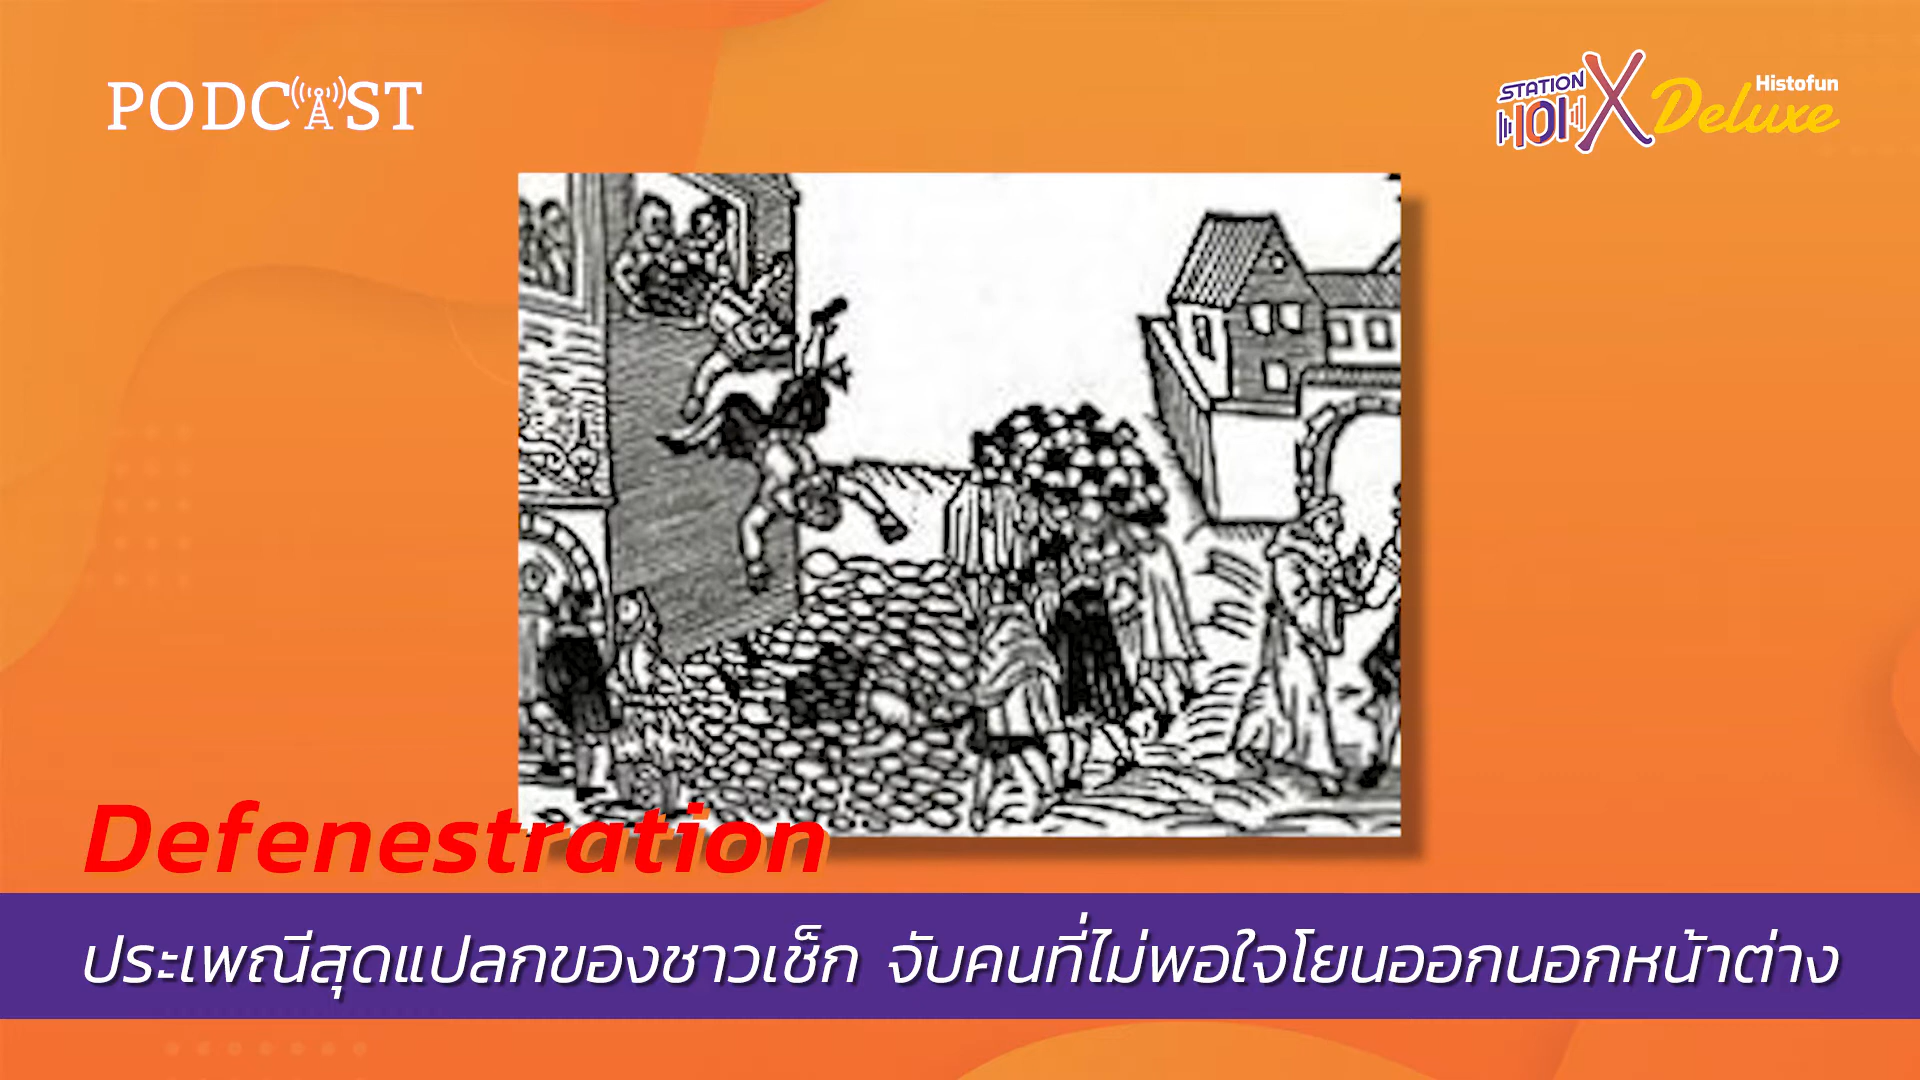 PODCAST
STATION
101
X
Histofun
Deluxe
Defenestration
ประเพณีสุดแปลกของชาวเช็ก จับคนที่ไม่พอใจโยนออกนอกหน้าต่าง